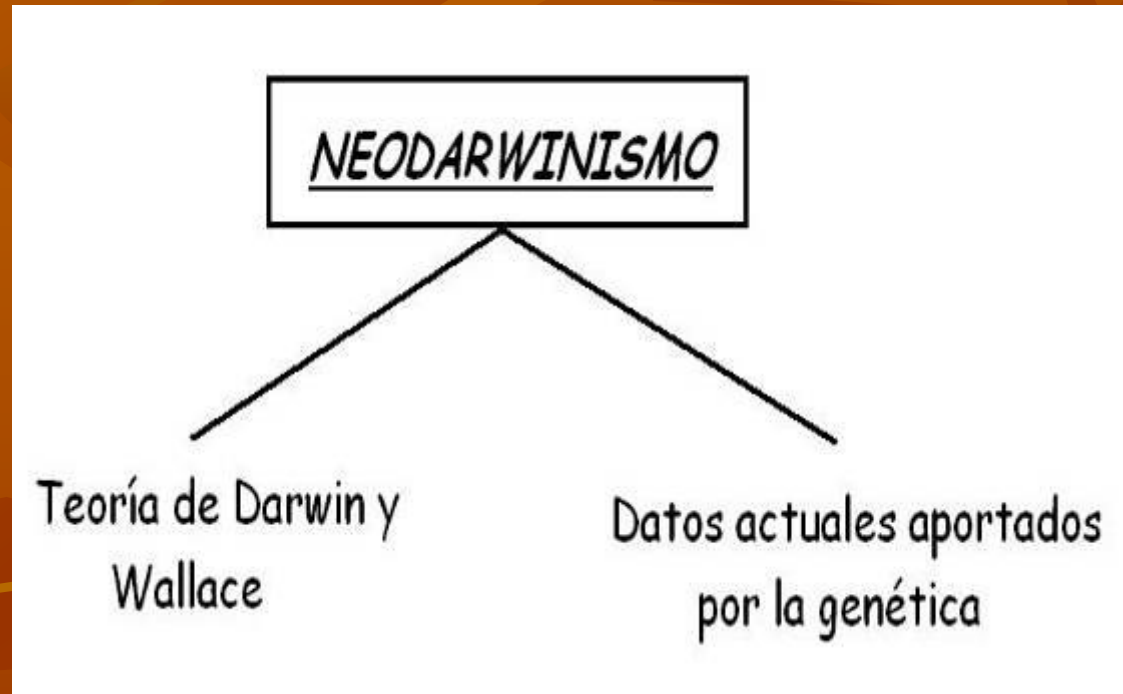 NEODARWINISMO
Teoría de Darwin y
Wallace
Datos actuales aportados
por la genética